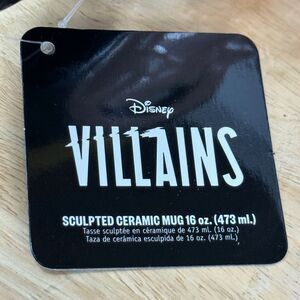 Disney
VILLAINS
SCULPTED CERAMIC MUG 16 oz. (473 ml.)
Tasse sculptée en céramique de 473 ml. (16 oz.)
Taza de cerámica esculpida de 16 oz. (473 ml.)